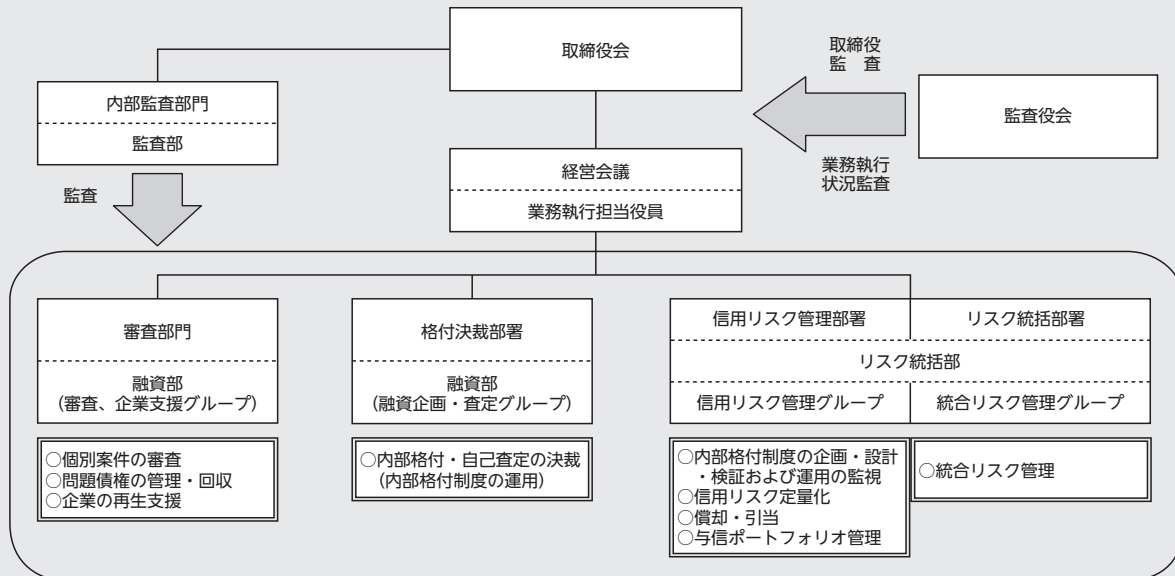 取締役会
取締役
監　査
内部監査部門
監査部
監査役会
監査
経営会議
業務執行担当役員
業務執行
状況監査
審査部門
融資部
(審査、企業支援グループ)
格付決裁部署
融資部
(融資企画・査定グループ)
信用リスク管理部署
リスク統括部署
リスク統括部
信用リスク管理グループ
統合リスク管理グループ
○個別案件の審査
○問題債権の管理・回収
○企業の再生支援
○内部格付・自己査定の決裁
(内部格付制度の運用)
○内部格付制度の企画・設計
・検証および運用の監視
○信用リスク定量化
○償却・引当
○与信ポートフォリオ管理
○統合リスク管理